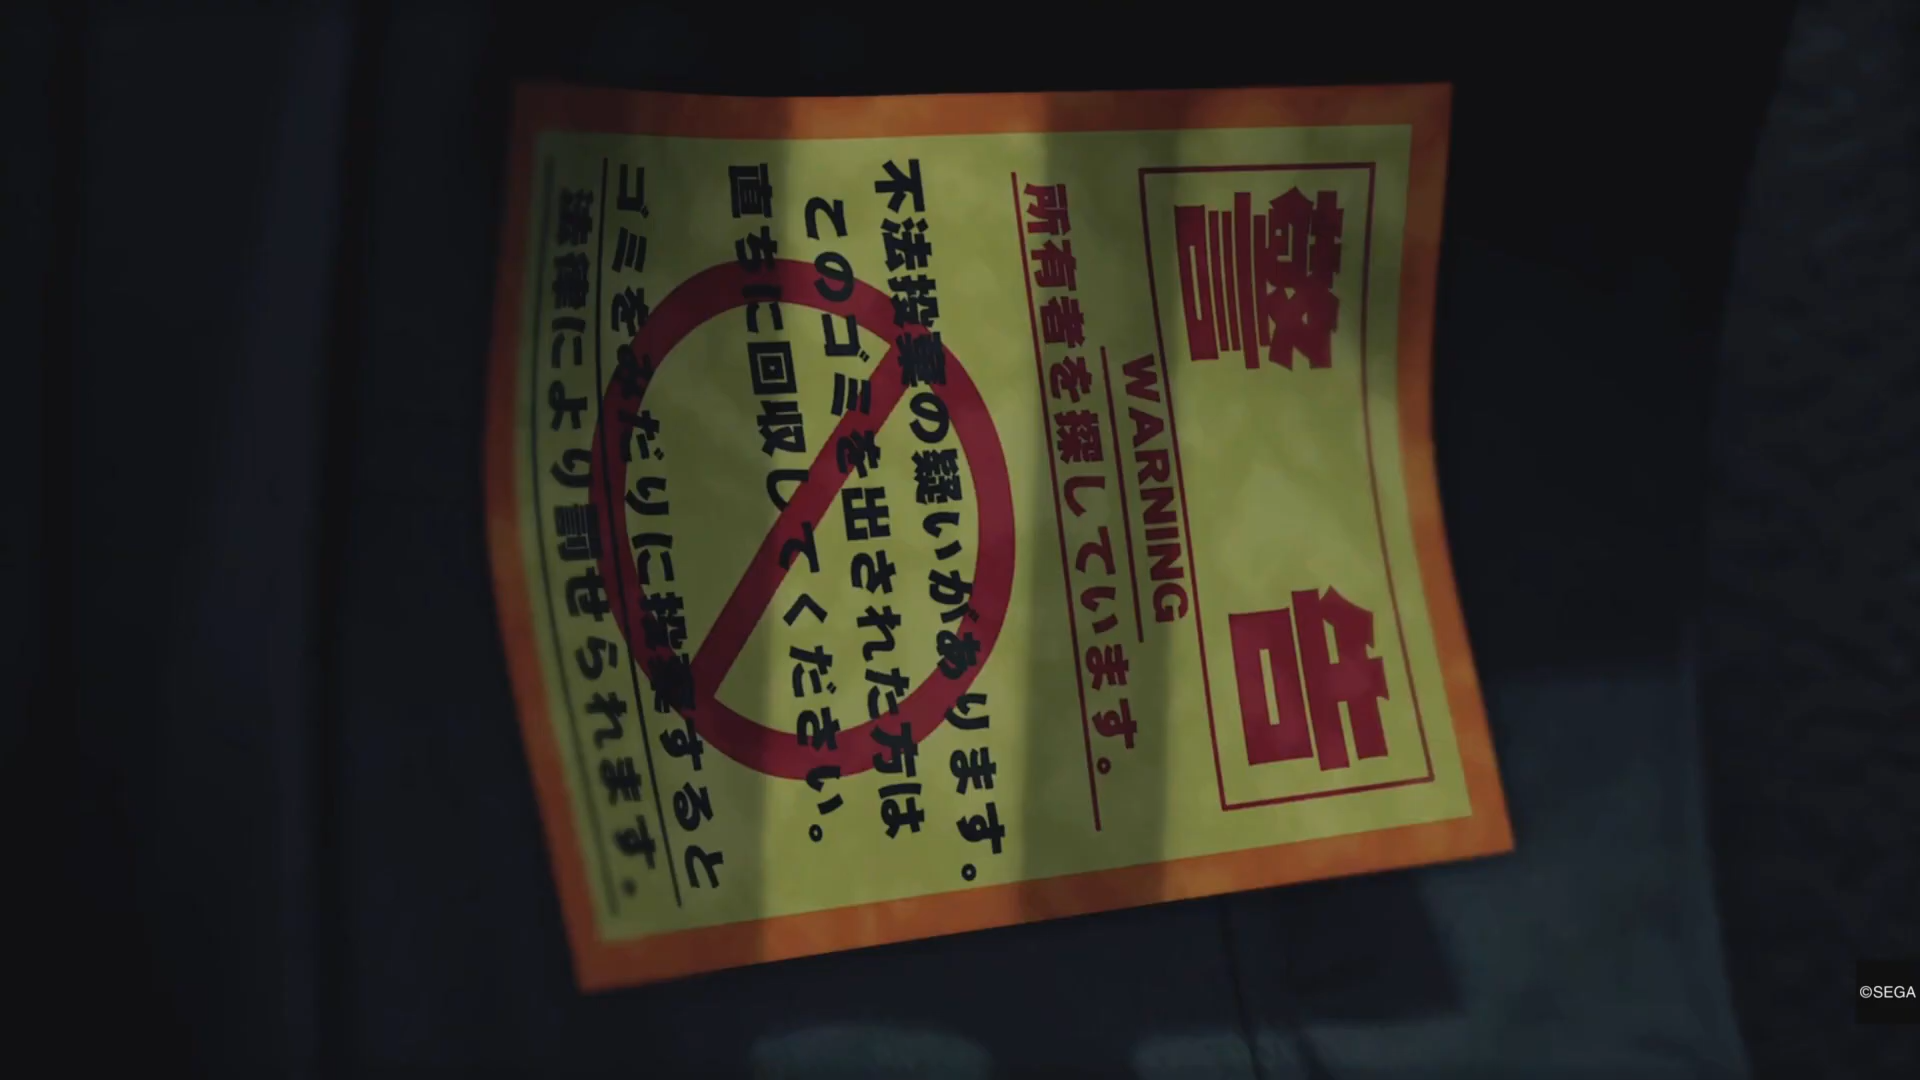 警告
WARNING
所有者を探しています。
不法投棄の疑いがあります。
このゴミを出された方は
直ちに回収してください。
ゴミをみだりに投棄すると
法律により罰せられます。
©SEGA